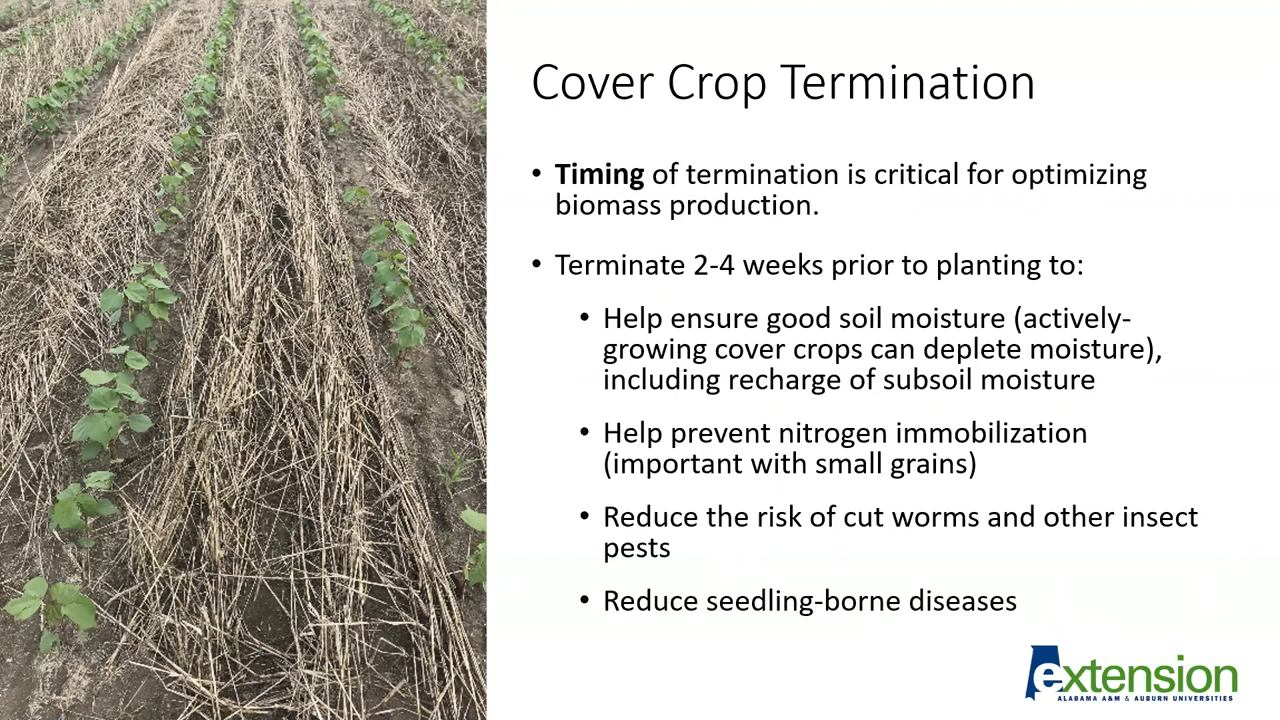 Cover Crop Termination
• Timing of termination is critical for optimizing
biomass production.
• Terminate 2-4 weeks prior to planting to:
• Help ensure good soil moisture (actively-
growing cover crops can deplete moisture),
including recharge of subsoil moisture
• Help prevent nitrogen immobilization
(important with small grains)
• Reduce the risk of cut worms and other insect
pests
• Reduce seedling-borne diseases
extension
ALABAMA A&M & AUBURN UNIVERSITIES